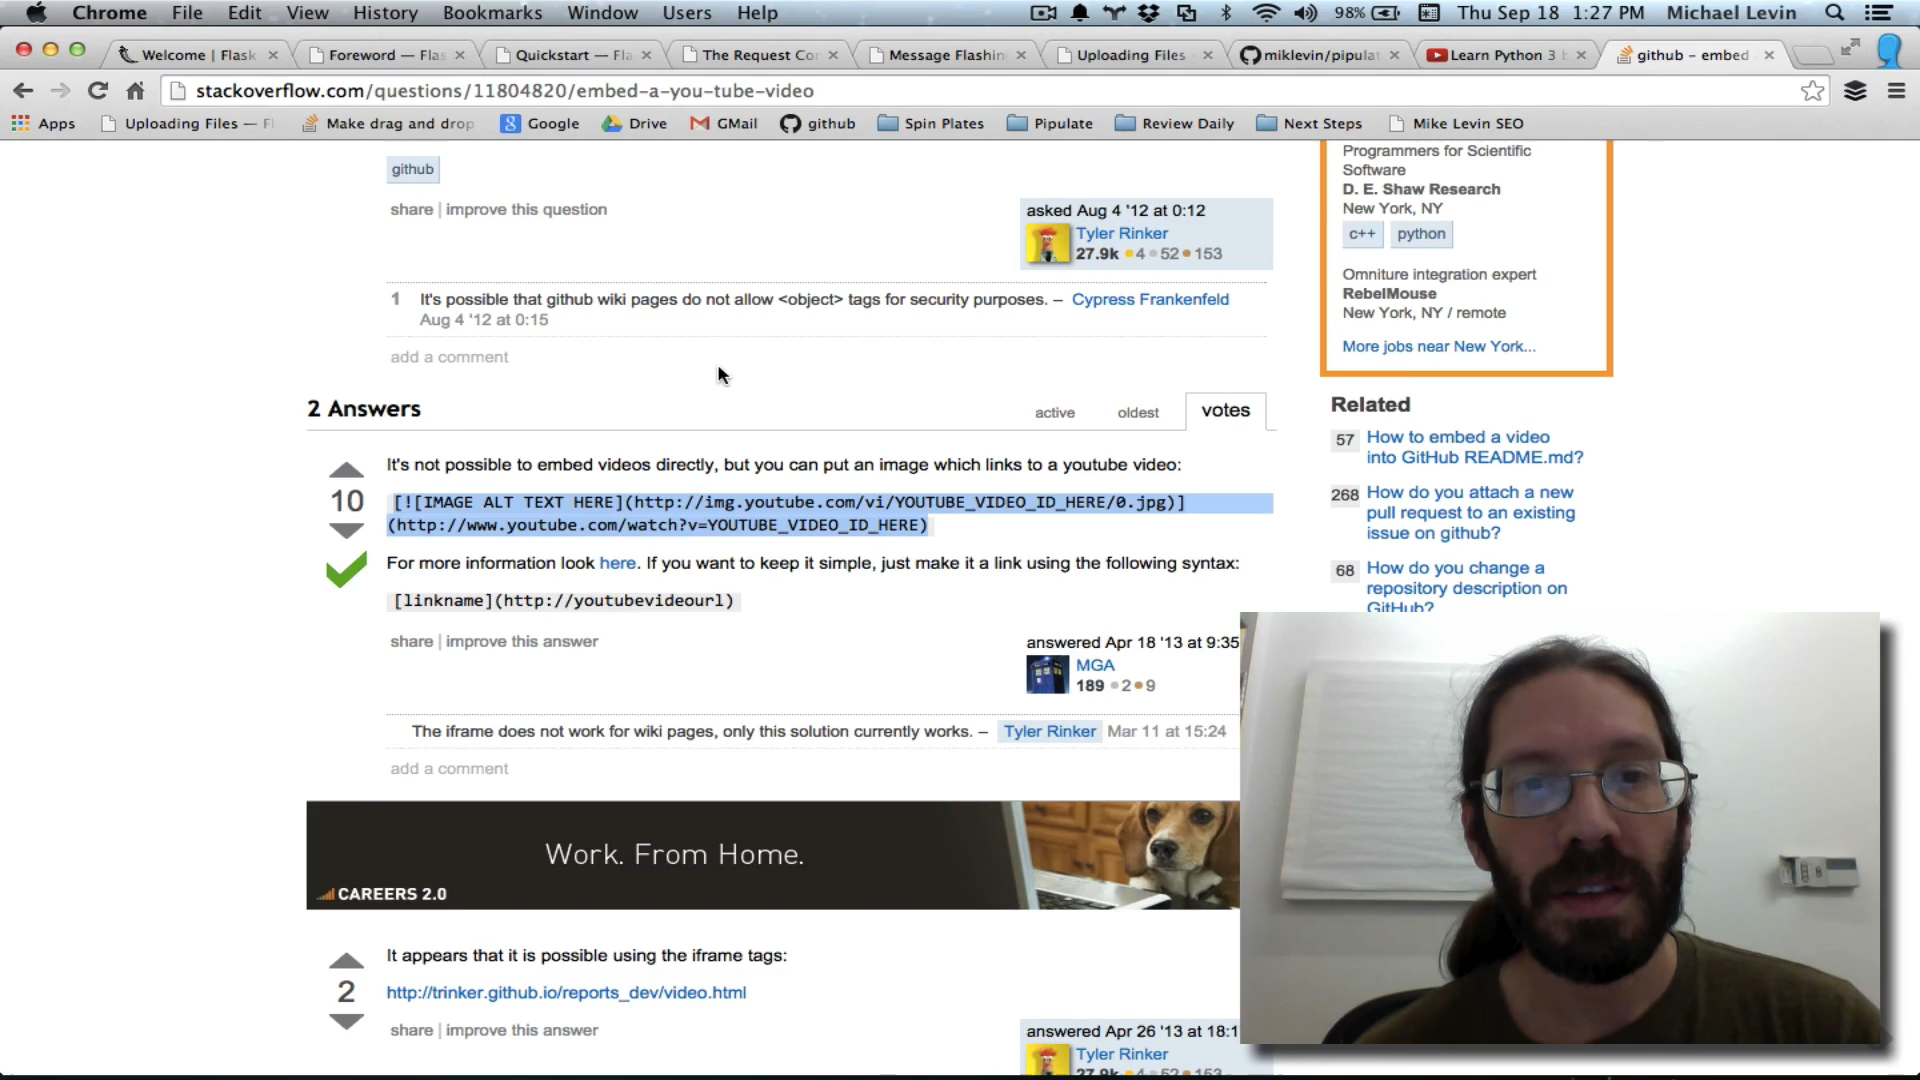 Chrome File Edit View History Bookmarks Window Users Help 98% Thu Sep 18 1:27 PM Michael Levin
Welcome | Flask Foreword — Flas Quickstart — Fla The Request Con Message Flashin Uploading Files miklevin/pipulat Learn Python 3 github - embed
stackoverflow.com/questions/11804820/embed-a-you-tube-video
Apps Uploading Files — Fl Make drag and drop Google Drive GMail github Spin Plates Pipulate Review Daily Next Steps Mike Levin SEO
github
share | improve this question
asked Aug 4 '12 at 0:12
Tyler Rinker
27.9k 4 52 153
1 It's possible that github wiki pages do not allow <object> tags for security purposes. – Cypress Frankenfeld
Aug 4 '12 at 0:15
add a comment
2 Answers
active oldest votes
It's not possible to embed videos directly, but you can put an image which links to a youtube video:
10
[![IMAGE ALT TEXT HERE](http://img.youtube.com/vi/YOUTUBE_VIDEO_ID_HERE/0.jpg)]
(http://www.youtube.com/watch?v=YOUTUBE_VIDEO_ID_HERE)
For more information look here. If you want to keep it simple, just make it a link using the following syntax:
[linkname](http://youtubevideourl)
share | improve this answer
answered Apr 18 '13 at 9:35
MGA
189 2 9
The iframe does not work for wiki pages, only this solution currently works. – Tyler Rinker Mar 11 at 15:24
add a comment
Work. From Home.
CAREERS 2.0
It appears that it is possible using the iframe tags:
2
http://trinker.github.io/reports_dev/video.html
share | improve this answer
answered Apr 26 '13 at 18:1
Tyler Rinker
27.9k 4 52 153
Programmers for Scientific
Software
D. E. Shaw Research
New York, NY
c++ python
Omniture integration expert
RebelMouse
New York, NY / remote
More jobs near New York...
Related
57 How to embed a video
into GitHub README.md?
268 How do you attach a new
pull request to an existing
issue on github?
68 How do you change a
repository description on
GitHub?